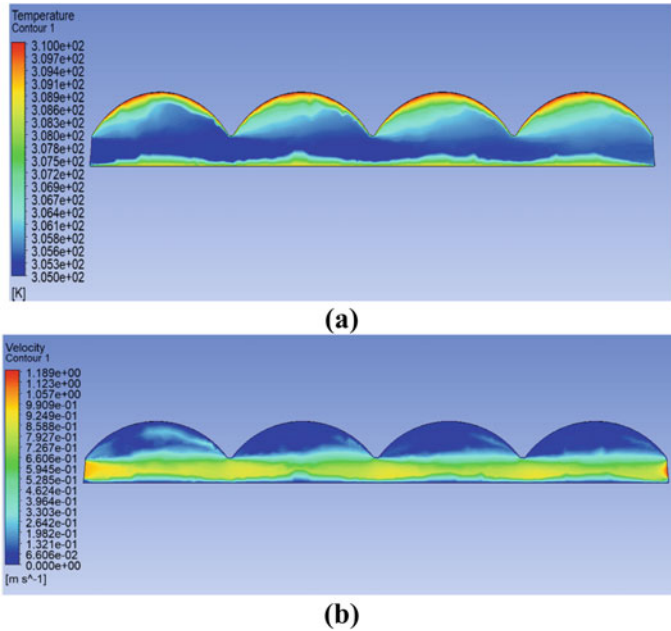 Temperature
Contour 1
3.100e+02
3.097e+02
3.094e+02
3.091e+02
3.089e+02
3.086e+02
3.083e+02
3.080e+02
3.078e+02
3.075e+02
3.072e+02
3.069e+02
3.067e+02
3.064e+02
3.061e+02
3.058e+02
3.056e+02
3.053e+02
3.050e+02
[K]
(a)
Velocity
Contour 1
1.189e+00
1.123e+00
1.057e+00
9.909e-01
9.249e-01
8.588e-01
7.927e-01
7.267e-01
6.606e-01
5.945e-01
5.285e-01
4.624e-01
3.964e-01
3.303e-01
2.642e-01
1.982e-01
1.321e-01
6.606e-02
0.000e+00
[m s^-1]
(b)